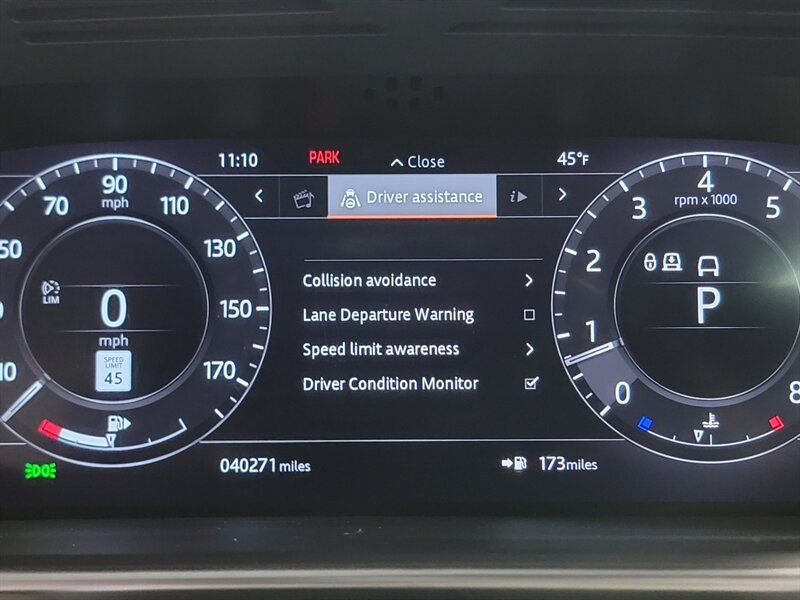 11:10 PARK Close 45°F
Driver assistance
i
Collision avoidance
Lane Departure Warning
Speed limit awareness
Driver Condition Monitor
70 90 110 130 150 170
mph
LIM
0
mph
SPEED
LIMIT
45
0 1 2 3 4 5 8
rpm x 1000
P
040271 miles
173 miles